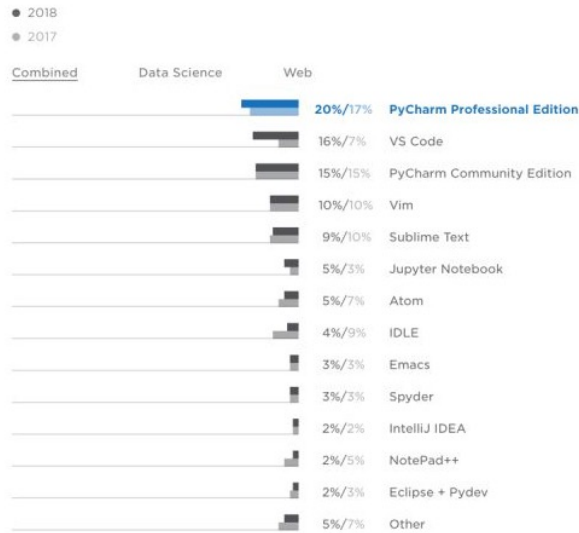 2018
2017
Combined Data Science Web
20%/17% PyCharm Professional Edition
16%/7% VS Code
15%/15% PyCharm Community Edition
10%/10% Vim
9%/10% Sublime Text
5%/3% Jupyter Notebook
5%/7% Atom
4%/9% IDLE
3%/3% Emacs
3%/3% Spyder
2%/2% IntelliJ IDEA
2%/5% NotePad++
2%/3% Eclipse + Pydev
5%/7% Other